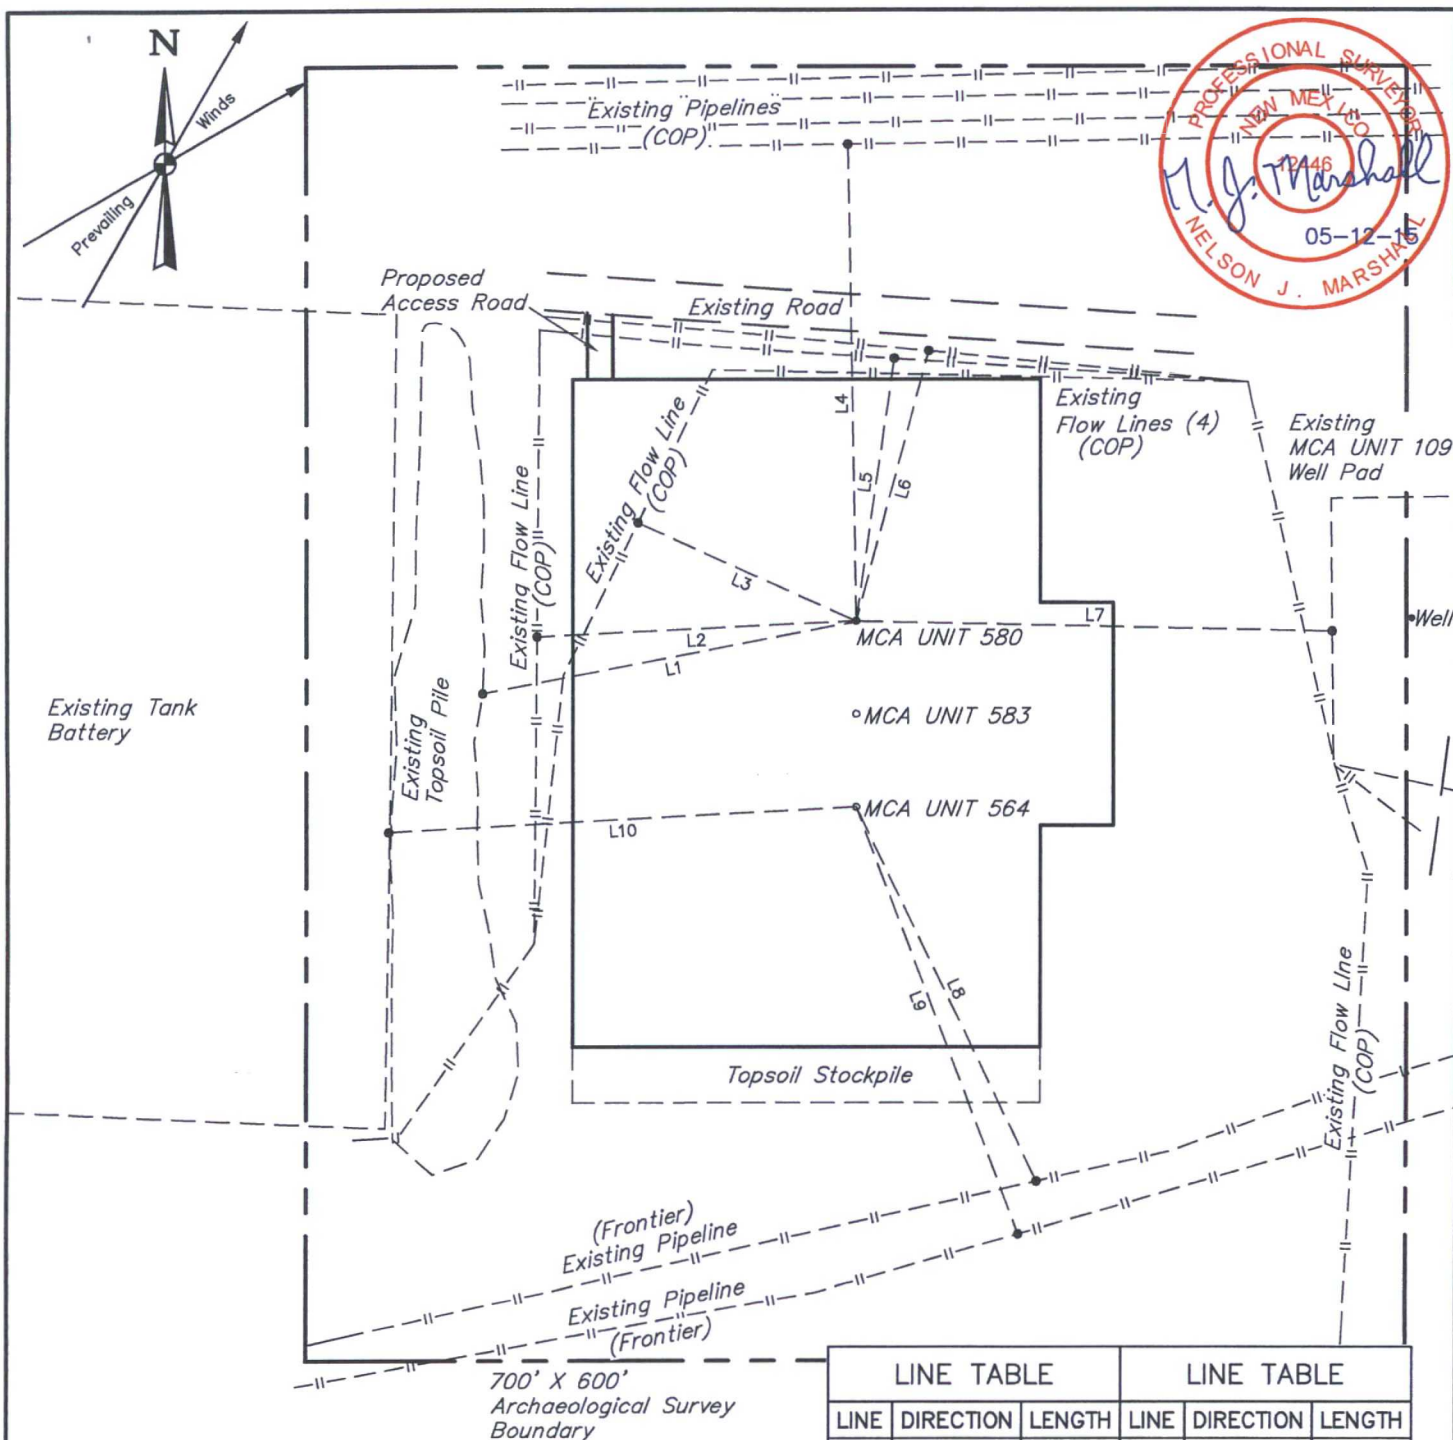 N
Winds
Prevailing
PROFESSIONAL SURVEYOR
NEW MEXICO
12446
N. J. Marshall
05-12-15
NELSON J. MARSHALL
Existing Pipelines
(COP)
Proposed
Access Road
Existing Road
Existing
Flow Lines (4)
(COP)
Existing
MCA UNIT 109
Well Pad
Existing Flow Line
(COP)
Existing Flow Line
(COP)
L4
L5
L6
L3
L2
L1
L7
Well
MCA UNIT 580
MCA UNIT 583
MCA UNIT 564
Existing Tank
Battery
Existing
Topsoil Pile
L10
L9
L8
Topsoil Stockpile
Existing Flow Line
(COP)
(Frontier)
Existing Pipeline
Existing Pipeline
(Frontier)
700' X 600'
Archaeological Survey
Boundary
LINE TABLE LINE TABLE
LINE DIRECTION LENGTH LINE DIRECTION LENGTH